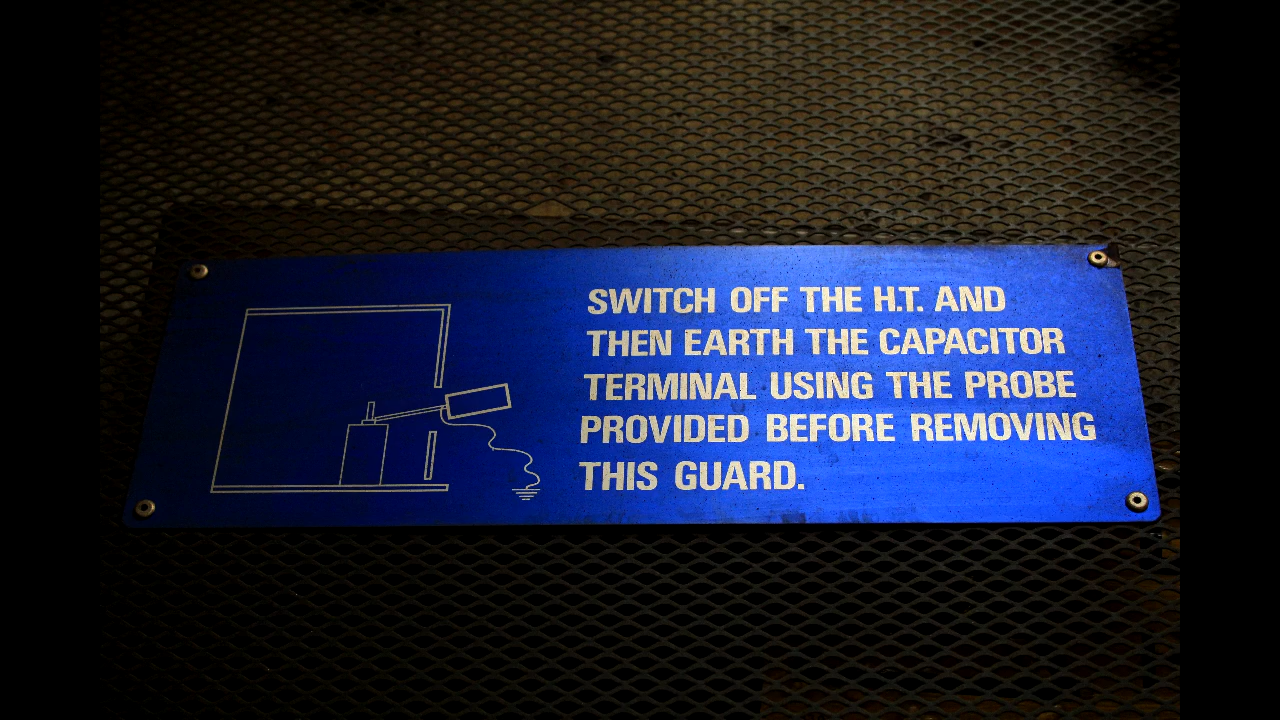 SWITCH OFF THE H.T. AND
THEN EARTH THE CAPACITOR
TERMINAL USING THE PROBE
PROVIDED BEFORE REMOVING
THIS GUARD.